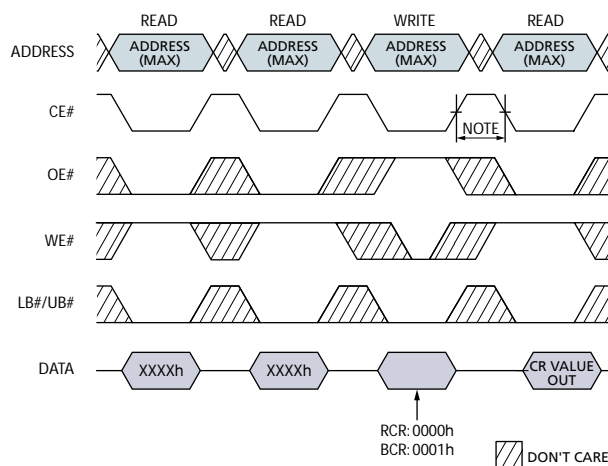 READ READ WRITE READ
ADDRESS ADDRESS (MAX) ADDRESS (MAX) ADDRESS (MAX) ADDRESS (MAX)
CE#
NOTE
OE#
WE#
LB#/UB#
DATA XXXXh XXXXh CR VALUE OUT
RCR: 0000h
BCR: 0001h
DON'T CARE